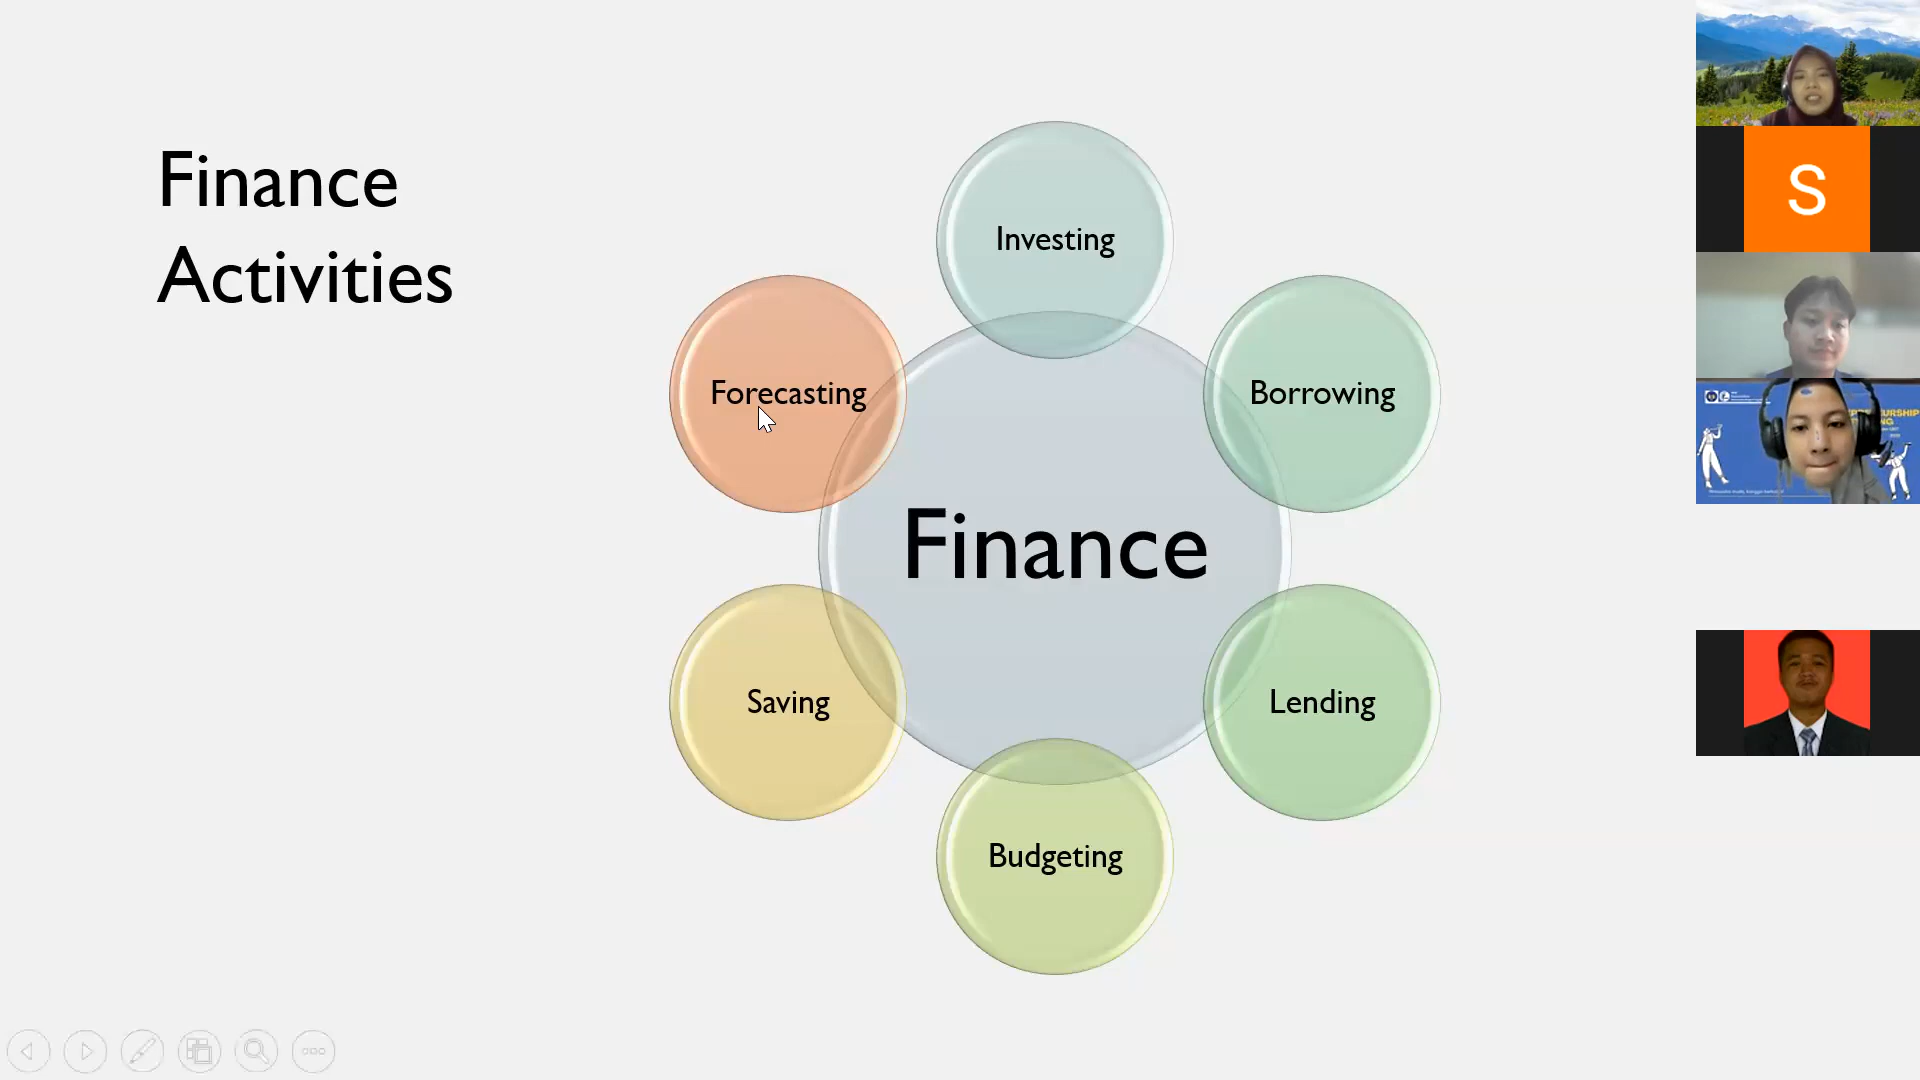 Finance
Activities
Investing
Borrowing
Lending
Budgeting
Saving
Forecasting
Finance
S